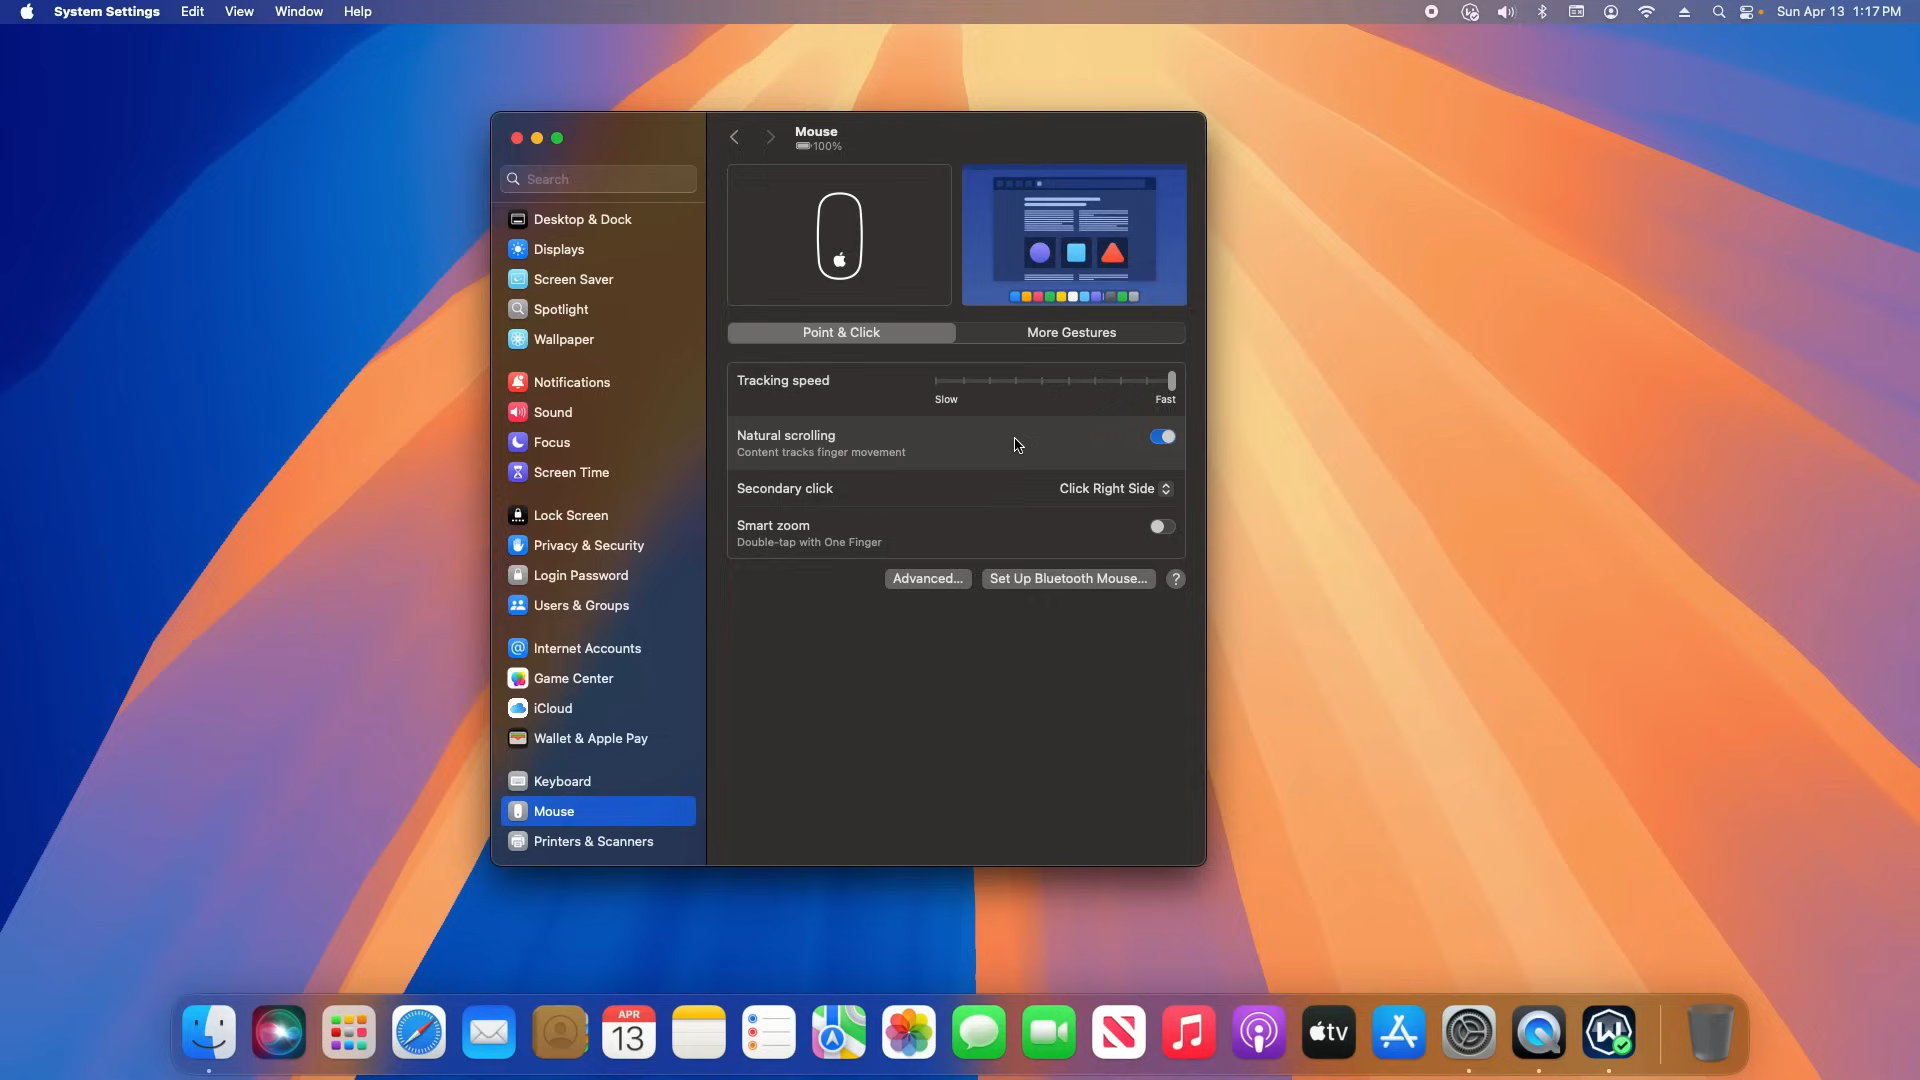 System Settings Edit View Window Help Sun Apr 13 1:17 PM
Mouse
100%
Search
Desktop & Dock
Displays
Screen Saver
Spotlight
Wallpaper
Notifications
Sound
Focus
Screen Time
Lock Screen
Privacy & Security
Login Password
Users & Groups
Internet Accounts
Game Center
iCloud
Wallet & Apple Pay
Keyboard
Mouse
Printers & Scanners
Point & Click More Gestures
Tracking speed
Slow Fast
Natural scrolling
Content tracks finger movement
Secondary click Click Right Side
Smart zoom
Double-tap with One Finger
Advanced... Set Up Bluetooth Mouse... ?
APR
13
tv